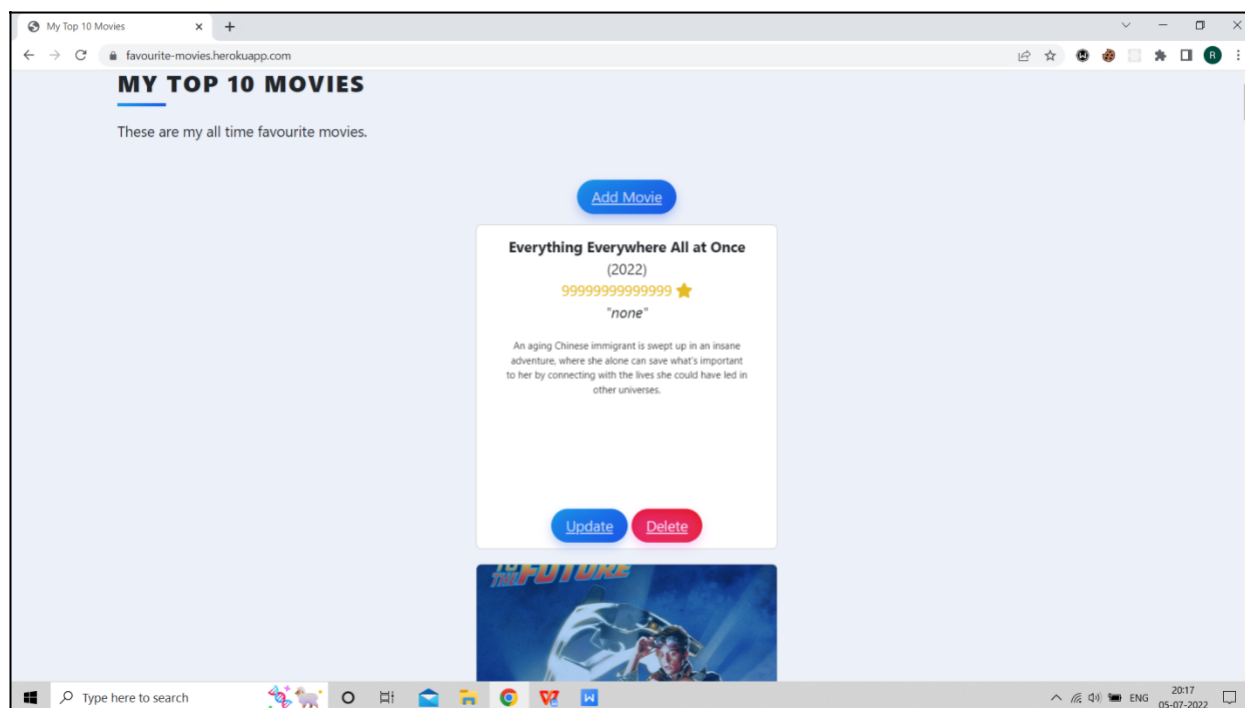 My Top 10 Movies
favourite-movies.herokuapp.com
R
MY TOP 10 MOVIES
These are my all time favourite movies.
Add Movie
Everything Everywhere All at Once
(2022)
99999999999999
"none"
An aging Chinese immigrant is swept up in an insane
adventure, where she alone can save what's important
to her by connecting with the lives she could have led in
other universes.
Update Delete
THE FUTURE
Type here to search
ENG
20:17
05-07-2022